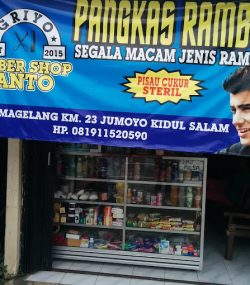 GRIYO
2015
BER SHOP
ANTO
PANGKAS RAMB
SEGALA MACAM JENIS RAM
PISAU CUKUR
STERIL
MAGELANG KM. 23 JUMOYO KIDUL SALAM
HP. 081911520590